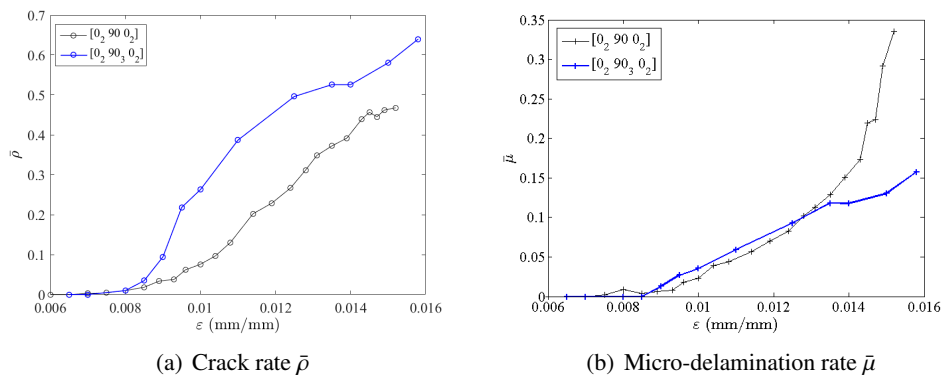 0.7
0.6
0.5
0.4
0.3
0.2
0.1
0
ρ̄
[0₂ 90 0₂]
[0₂ 90₃ 0₂]
0.006 0.008 0.01 0.012 0.014 0.016
ε (mm/mm)
(a) Crack rate ρ̄
0.35
0.3
0.25
0.2
0.15
0.1
0.05
0
μ̄
[0₂ 90 0₂]
[0₂ 90₃ 0₂]
0.006 0.008 0.01 0.012 0.014 0.016
ε (mm/mm)
(b) Micro-delamination rate μ̄